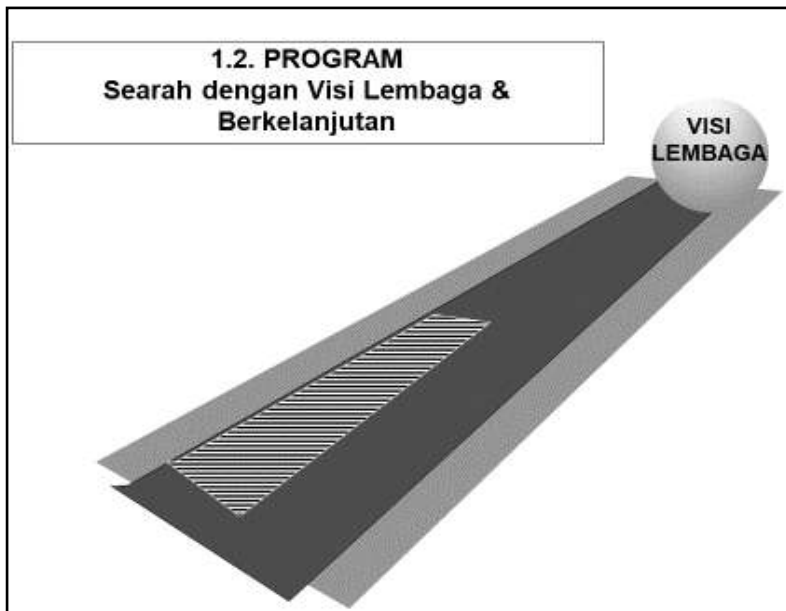 1.2. PROGRAM
Searah dengan Visi Lembaga &
Berkelanjutan
VISI
LEMBAGA